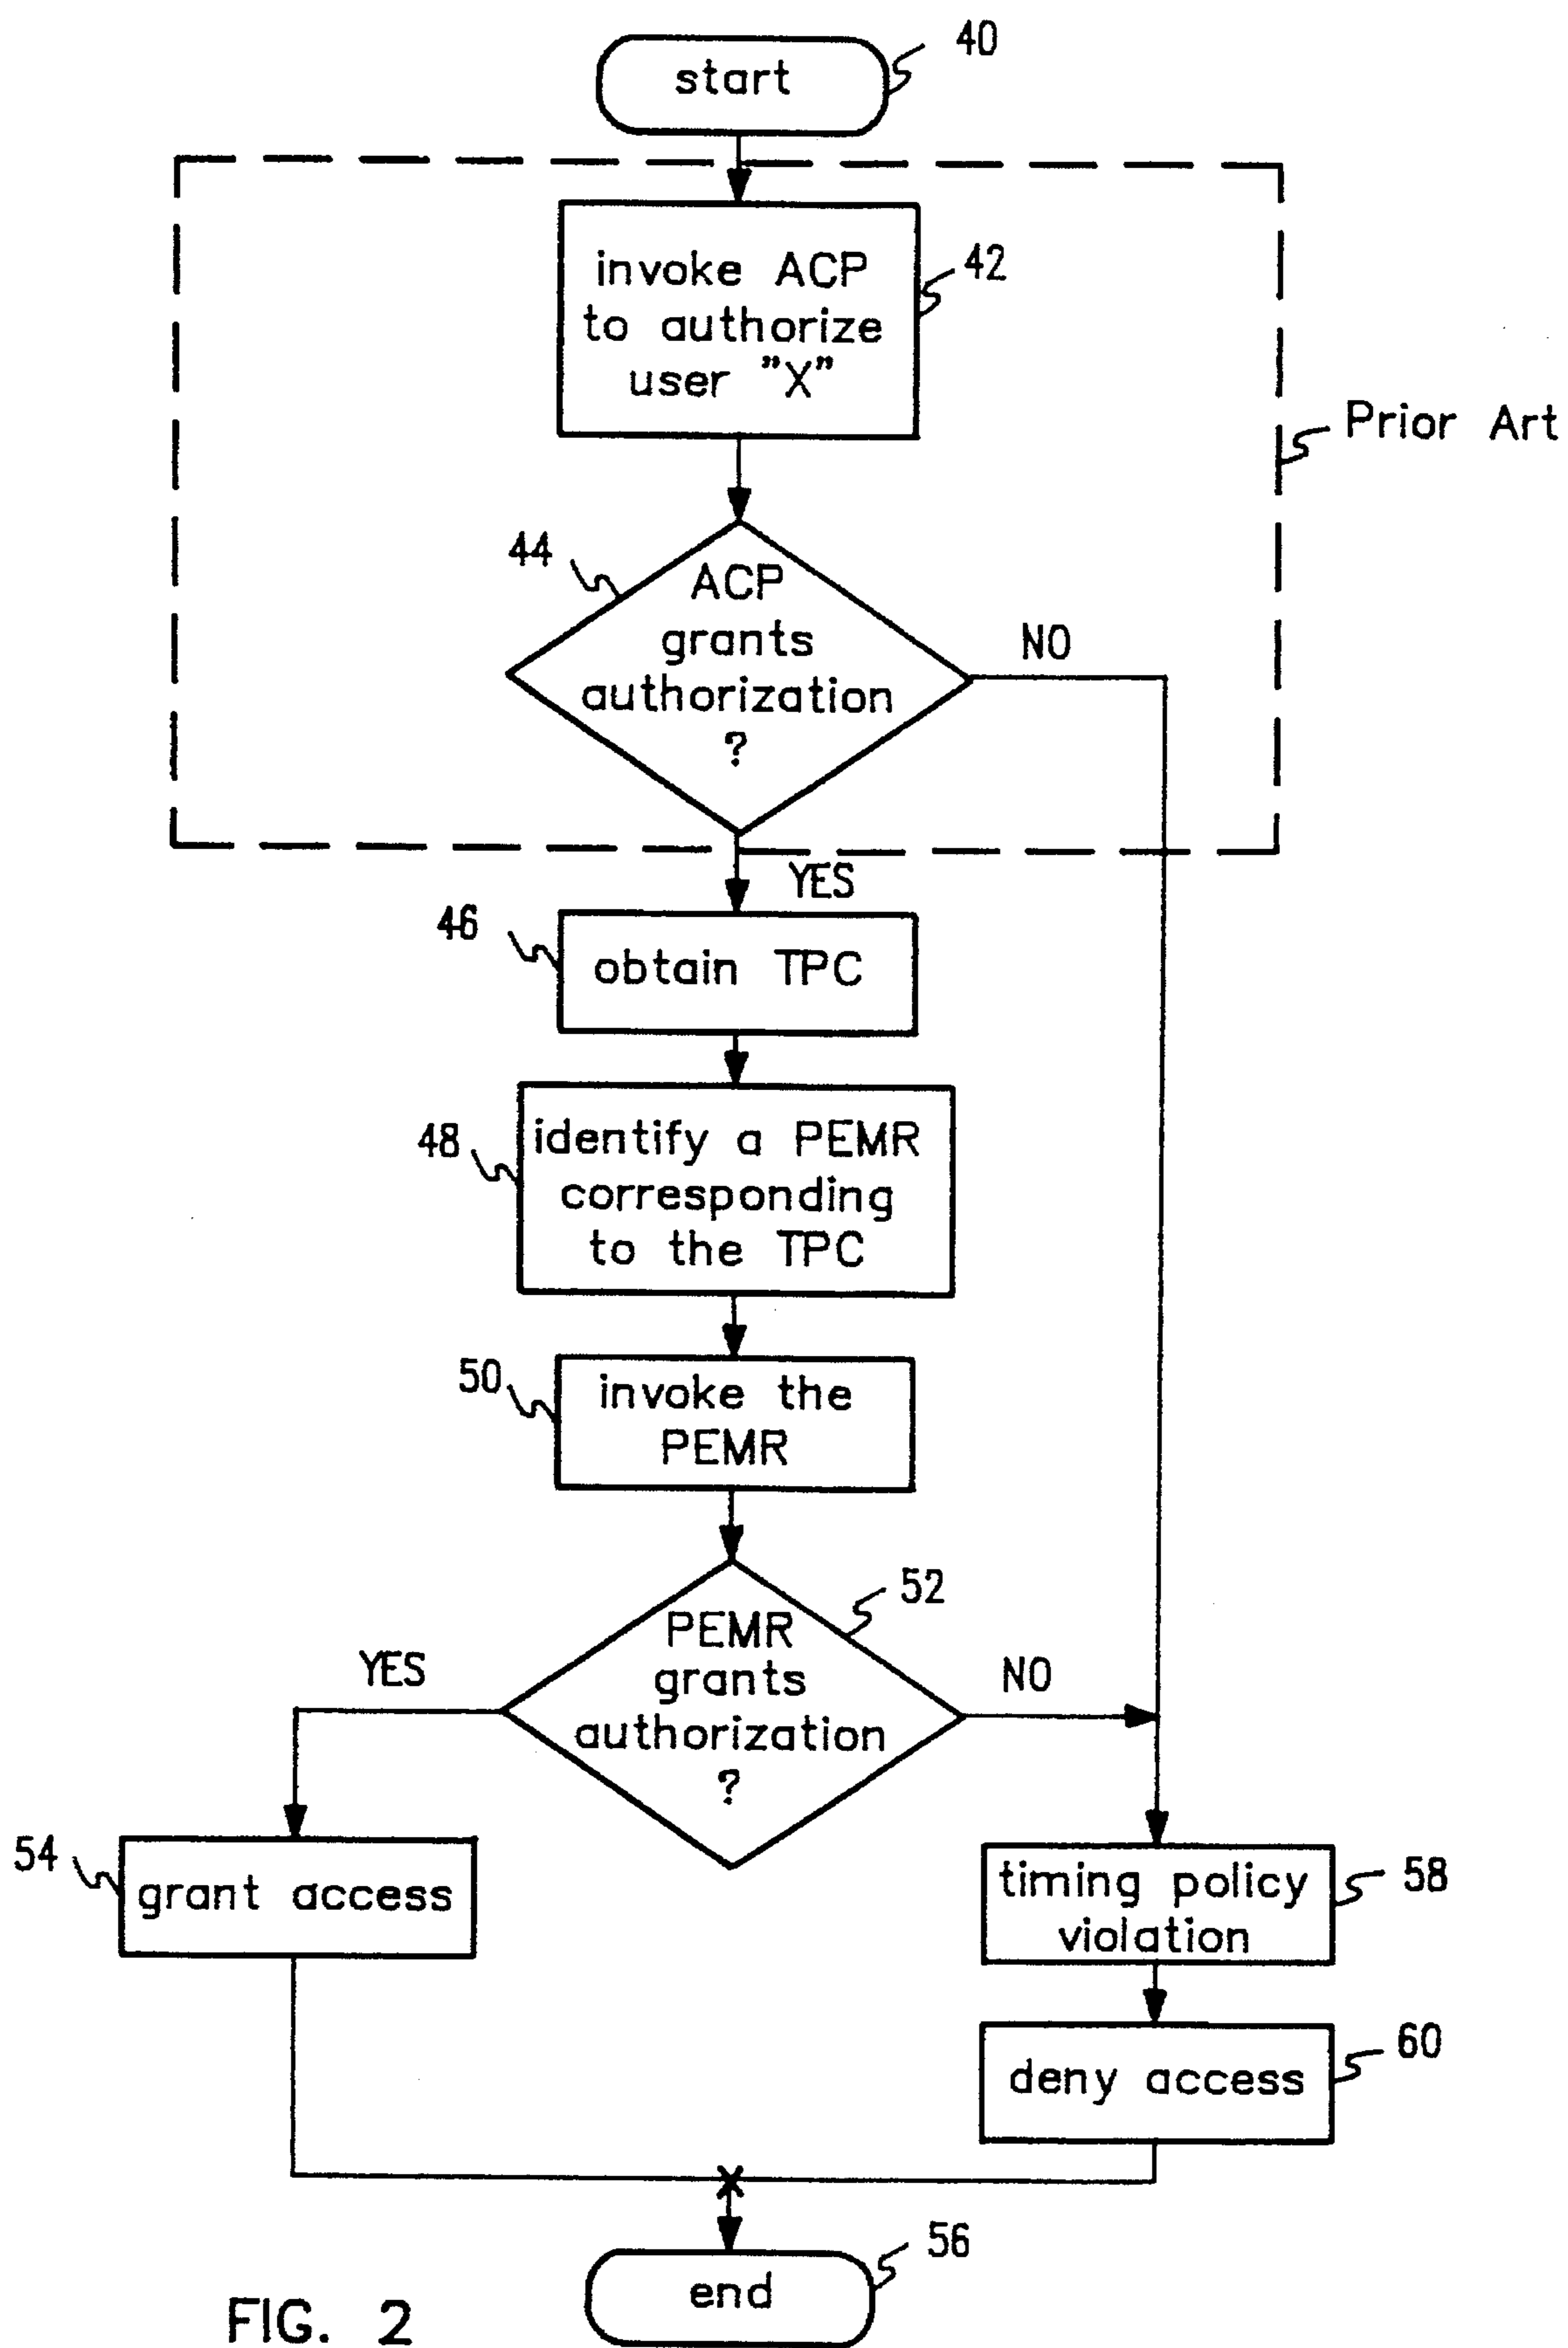 start
40
invoke ACP
to authorize
user "X"
42
Prior Art
44
ACP
grants
authorization
?
NO
YES
46
obtain TPC
48
identify a PEMR
corresponding
to the TPC
50
invoke the
PEMR
52
PEMR
grants
authorization
?
YES
NO
54
grant access
timing policy
violation
58
deny access
60
56
end
FIG. 2